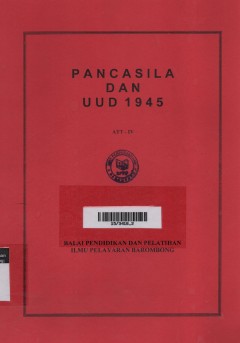 PANCASILA
DAN
UUD 1945
BALAI PENDIDIKAN DAN PELATIHAN
ILMU PELAYARAN BAROMBONG